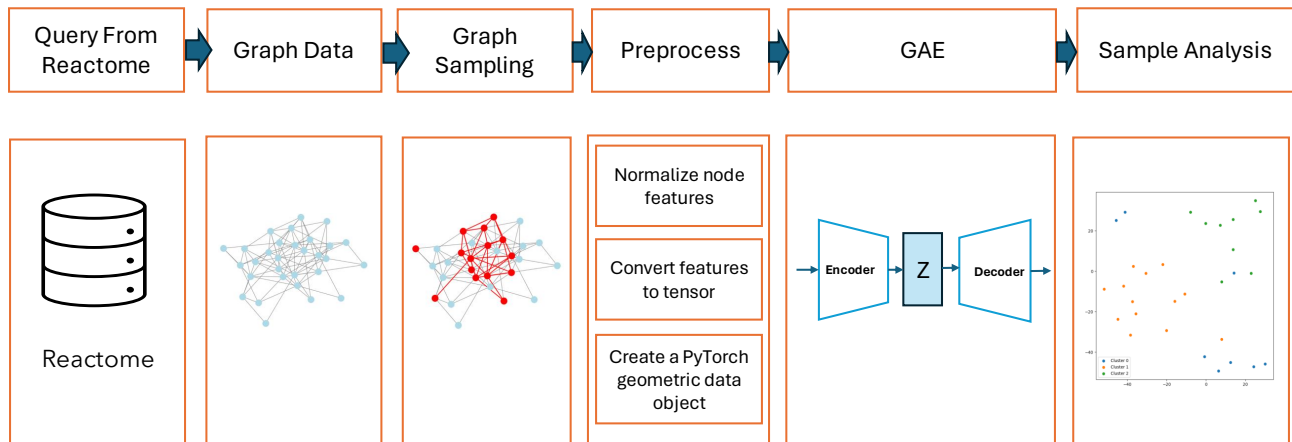 Query From
Reactome
Graph Data
Graph
Sampling
Preprocess
GAE
Sample Analysis
Reactome
Normalize node
features
Convert features
to tensor
Create a PyTorch
geometric data
object
Encoder
Z
Decoder
20
0
−20
−40
Cluster 0
Cluster 1
Cluster 2
−40
−20
0
20